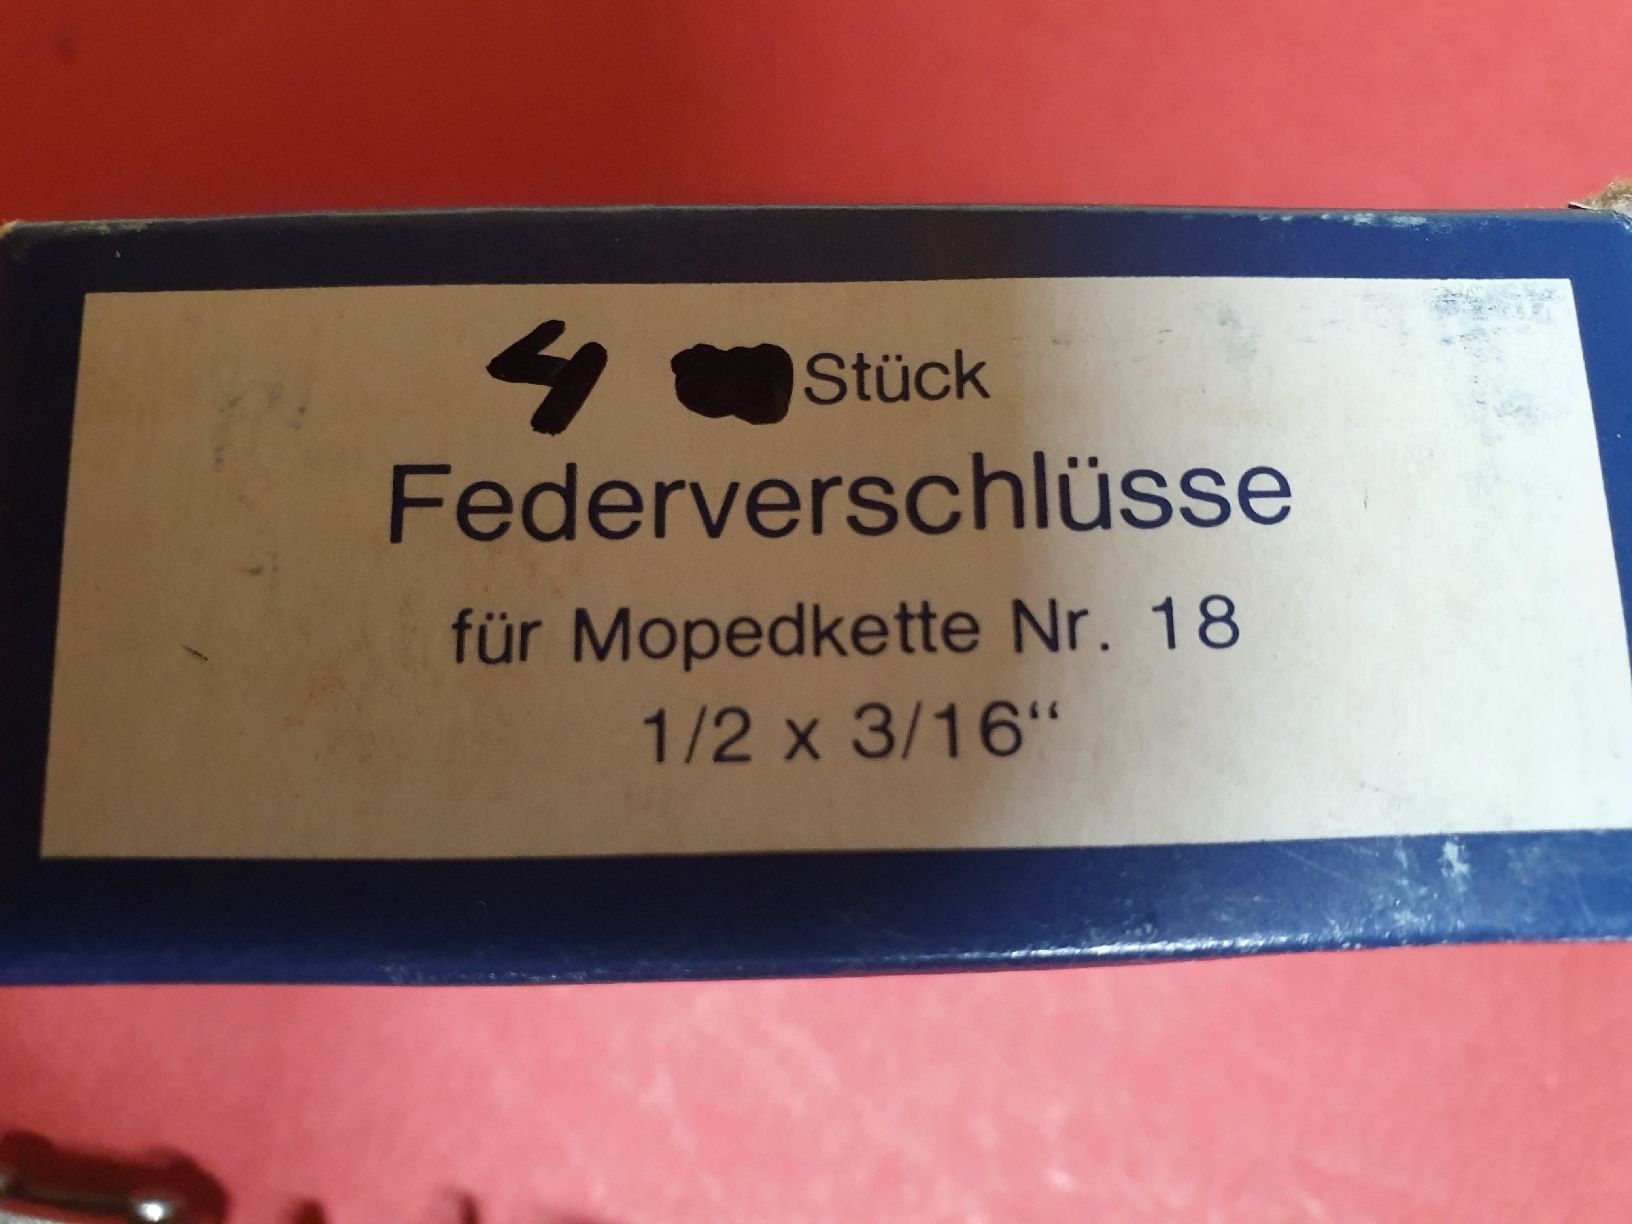 4 Stück
Federverschlüsse
für Mopedkette Nr. 18
1/2 x 3/16“